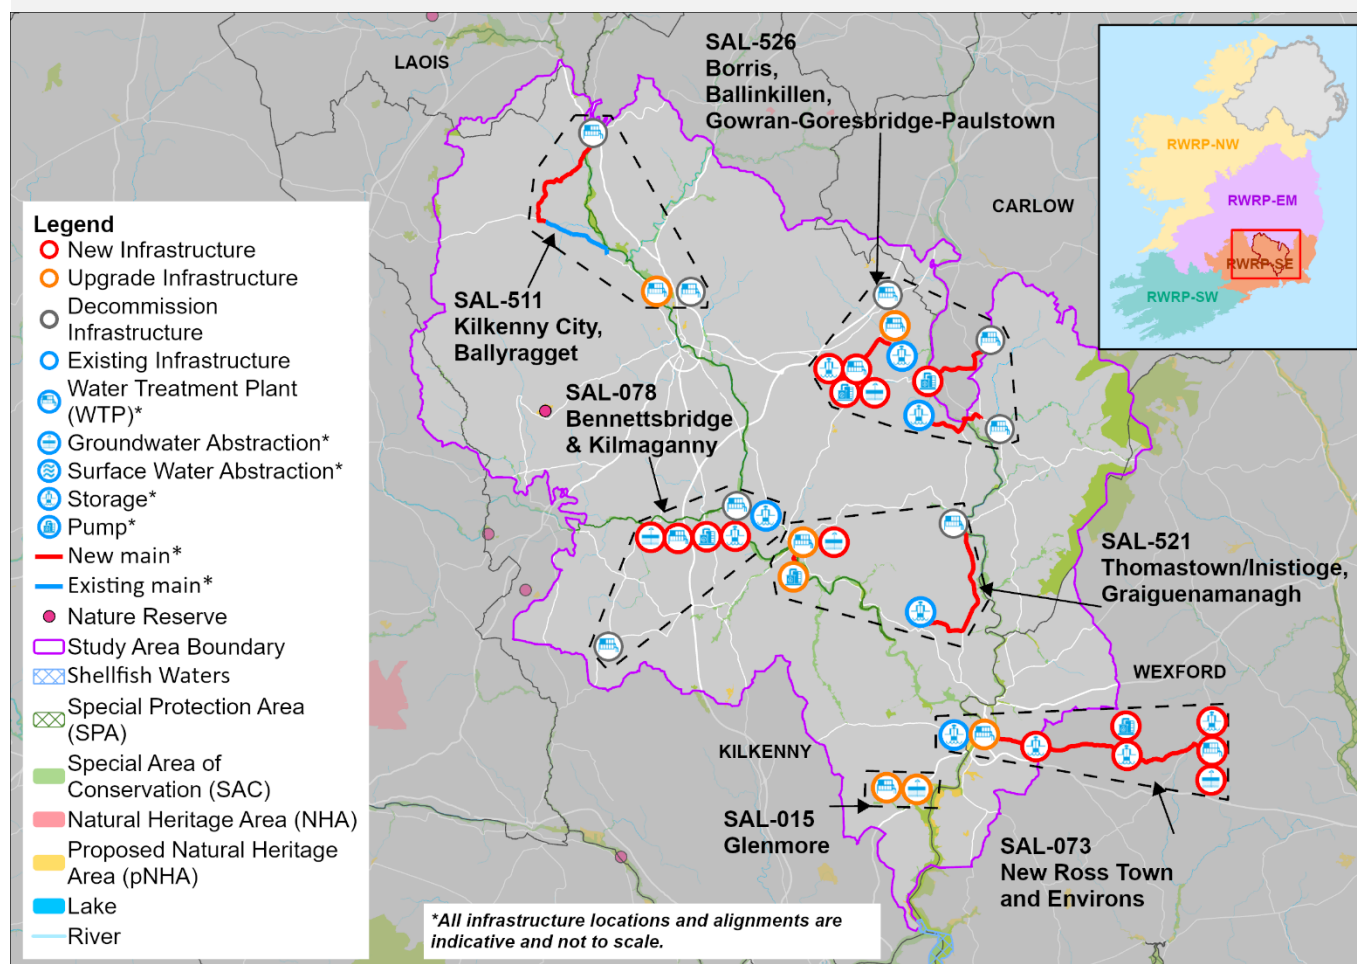 LAOIS
SAL-526
Borris,
Ballinkillen,
Gowran-Goresbridge-Paulstown
CARLOW
RWRP-NW
RWRP-EM
RWRP-SE
RWRP-SW
Legend
New Infrastructure
Upgrade Infrastructure
Decommission
Infrastructure
Existing Infrastructure
Water Treatment Plant
(WTP)*
Groundwater Abstraction*
Surface Water Abstraction*
Storage*
Pump*
New main*
Existing main*
Nature Reserve
Study Area Boundary
Shellfish Waters
Special Protection Area
(SPA)
Special Area of
Conservation (SAC)
Natural Heritage Area (NHA)
Proposed Natural Heritage
Area (pNHA)
Lake
River
SAL-511
Kilkenny City,
Ballyragget
SAL-078
Bennettsbridge
& Kilmaganny
SAL-521
Thomastown/Inistioge,
Graiguenamanagh
WEXFORD
KILKENNY
SAL-015
Glenmore
SAL-073
New Ross Town
and Environs
*All infrastructure locations and alignments are
indicative and not to scale.